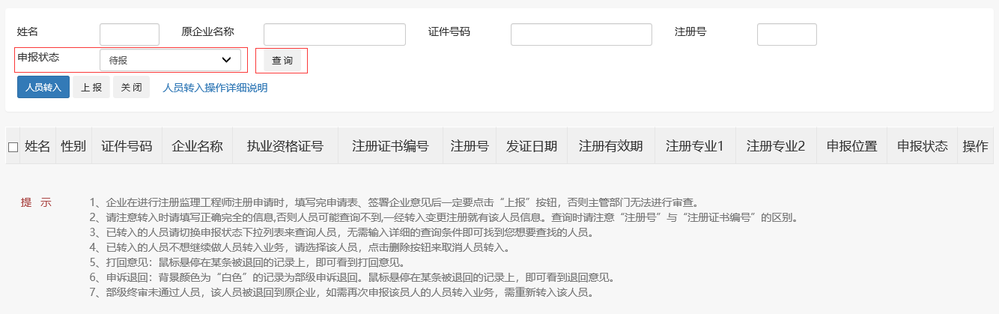 姓名 原企业名称 证件号码 注册号
申报状态 待报 查 询
人员转入 上 报 关 闭 人员转入操作详细说明
姓名 性别 证件号码 企业名称 执业资格证号 注册证书编号 注册号 发证日期 注册有效期 注册专业1 注册专业2 申报位置 申报状态 操作
提 示 1、企业在进行注册监理工程师注册申请时，填写完申请表、签署企业意见后一定要点击“上报”按钮，否则主管部门无法进行审查。
2、请注意转入时请填写正确完全的信息,否则人员可能查询不到,一经转入变更注册就有该人员信息。查询时请注意“注册号”与“注册证书编号”的区别。
3、已转入的人员请切换申报状态下拉列表来查询人员，无需输入详细的查询条件即可找到您想要查找的人员。
4、已转入的人员不想继续做人员转入业务，请选择该人员，点击删除按钮来取消人员转入。
5、打回意见：鼠标悬停在某条被退回的记录上，即可看到打回意见。
6、申诉退回：背景颜色为“白色”的记录为部级申诉退回。鼠标悬停在某条被退回的记录上，即可看到退回意见。
7、部级终审未通过人员，该人员被退回到原企业，如需再次申报该员人的人员转入业务，需重新转入该人员。